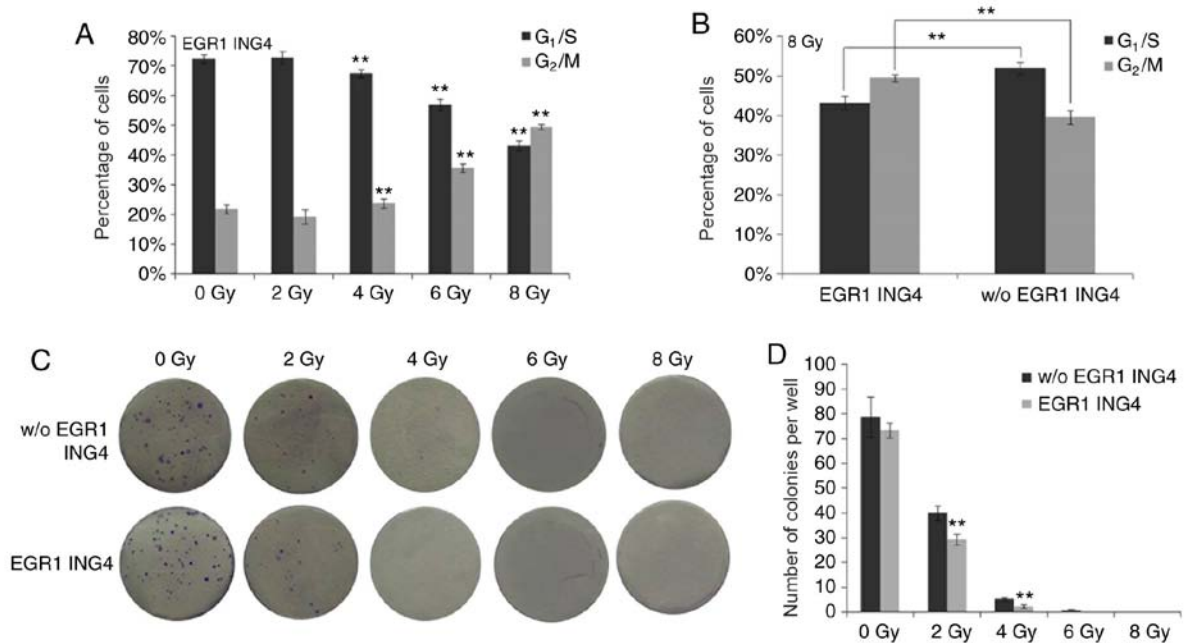 A
EGR1 ING4
G₁/S
G₂/M
Percentage of cells
80%
70%
60%
50%
40%
30%
20%
10%
0%
**
**
**
**
**
**
0 Gy 2 Gy 4 Gy 6 Gy 8 Gy
B
8 Gy
G₁/S
G₂/M
Percentage of cells
60%
50%
40%
30%
20%
10%
0%
**
**
EGR1 ING4 w/o EGR1 ING4
C
0 Gy 2 Gy 4 Gy 6 Gy 8 Gy
w/o EGR1
ING4
EGR1 ING4
D
w/o EGR1 ING4
EGR1 ING4
Number of colonies per well
100
90
80
70
60
50
40
30
20
10
0
**
**
0 Gy 2 Gy 4 Gy 6 Gy 8 Gy